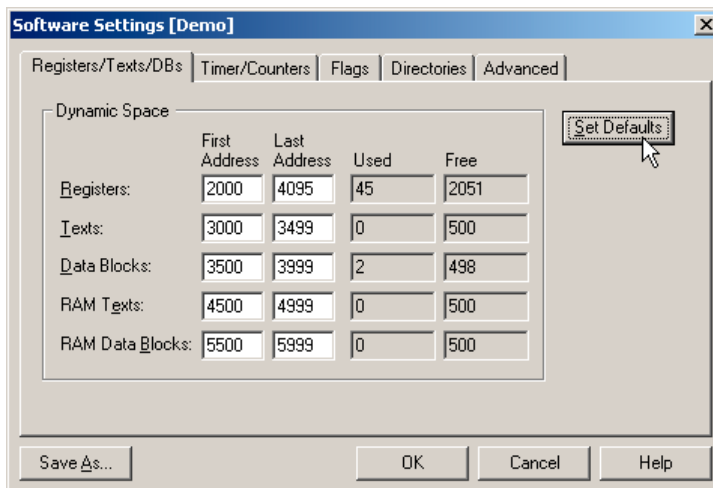 Software Settings [Demo]
Registers/Texts/DBs Timer/Counters Flags Directories Advanced
Dynamic Space
Set Defaults
First Address Last Address Used Free
Registers: 2000 4095 45 2051
Texts: 3000 3499 0 500
Data Blocks: 3500 3999 2 498
RAM Texts: 4500 4999 0 500
RAM Data Blocks: 5500 5999 0 500
Save As... OK Cancel Help